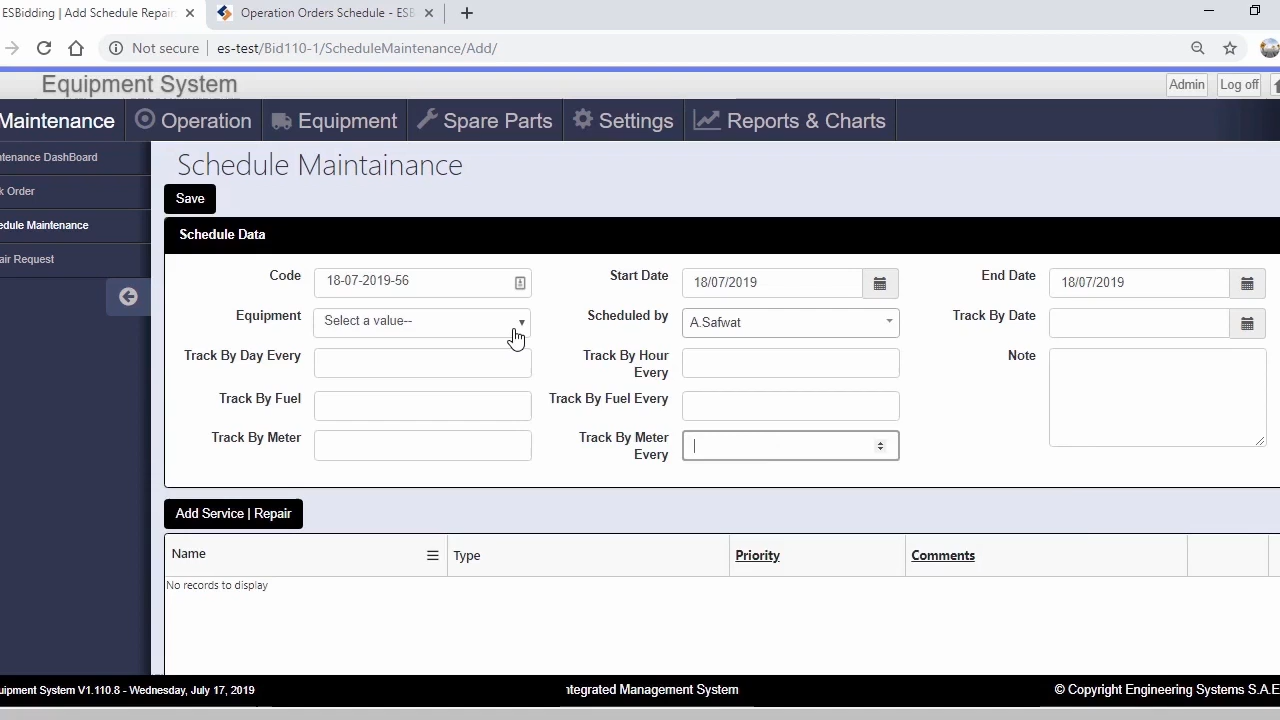 ESBidding | Add Schedule Repair
Operation Orders Schedule - ESB
Not secure | es-test/Bid110-1/ScheduleMaintenance/Add/
Equipment System
Admin
Log off
Maintenance
Operation
Equipment
Spare Parts
Settings
Reports & Charts
ntenance DashBoard
k Order
edule Maintenance
air Request
Schedule Maintainance
Save
Schedule Data
Code
18-07-2019-56
Start Date
18/07/2019
End Date
18/07/2019
Equipment
Select a value--
Scheduled by
A.Safwat
Track By Date
Track By Day Every
Track By Hour
Every
Note
Track By Fuel
Track By Fuel Every
Track By Meter
Track By Meter
Every
Add Service | Repair
Name
Type
Priority
Comments
No records to display
uipment System V1.110.8 - Wednesday, July 17, 2019
ntegrated Management System
© Copyright Engineering Systems S.A.E